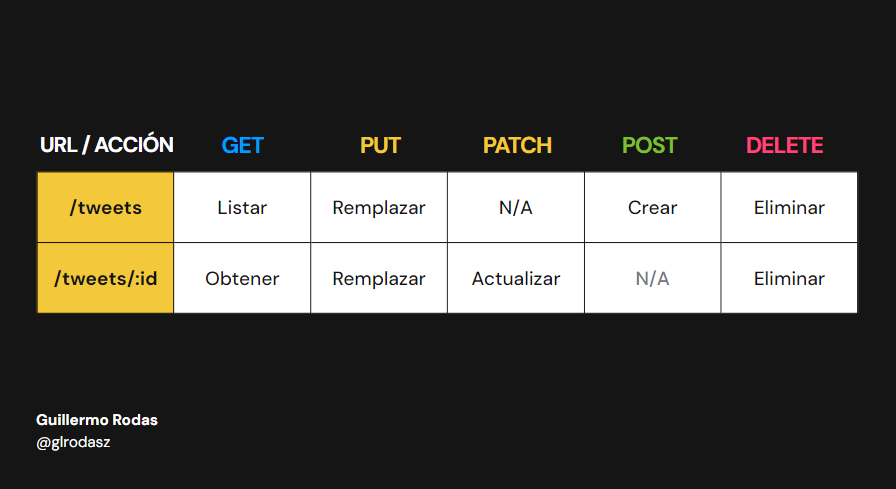 URL / ACCIÓN GET PUT PATCH POST DELETE
/tweets Listar Remplazar N/A Crear Eliminar
/tweets/:id Obtener Remplazar Actualizar N/A Eliminar
Guillermo Rodas
@glrodasz